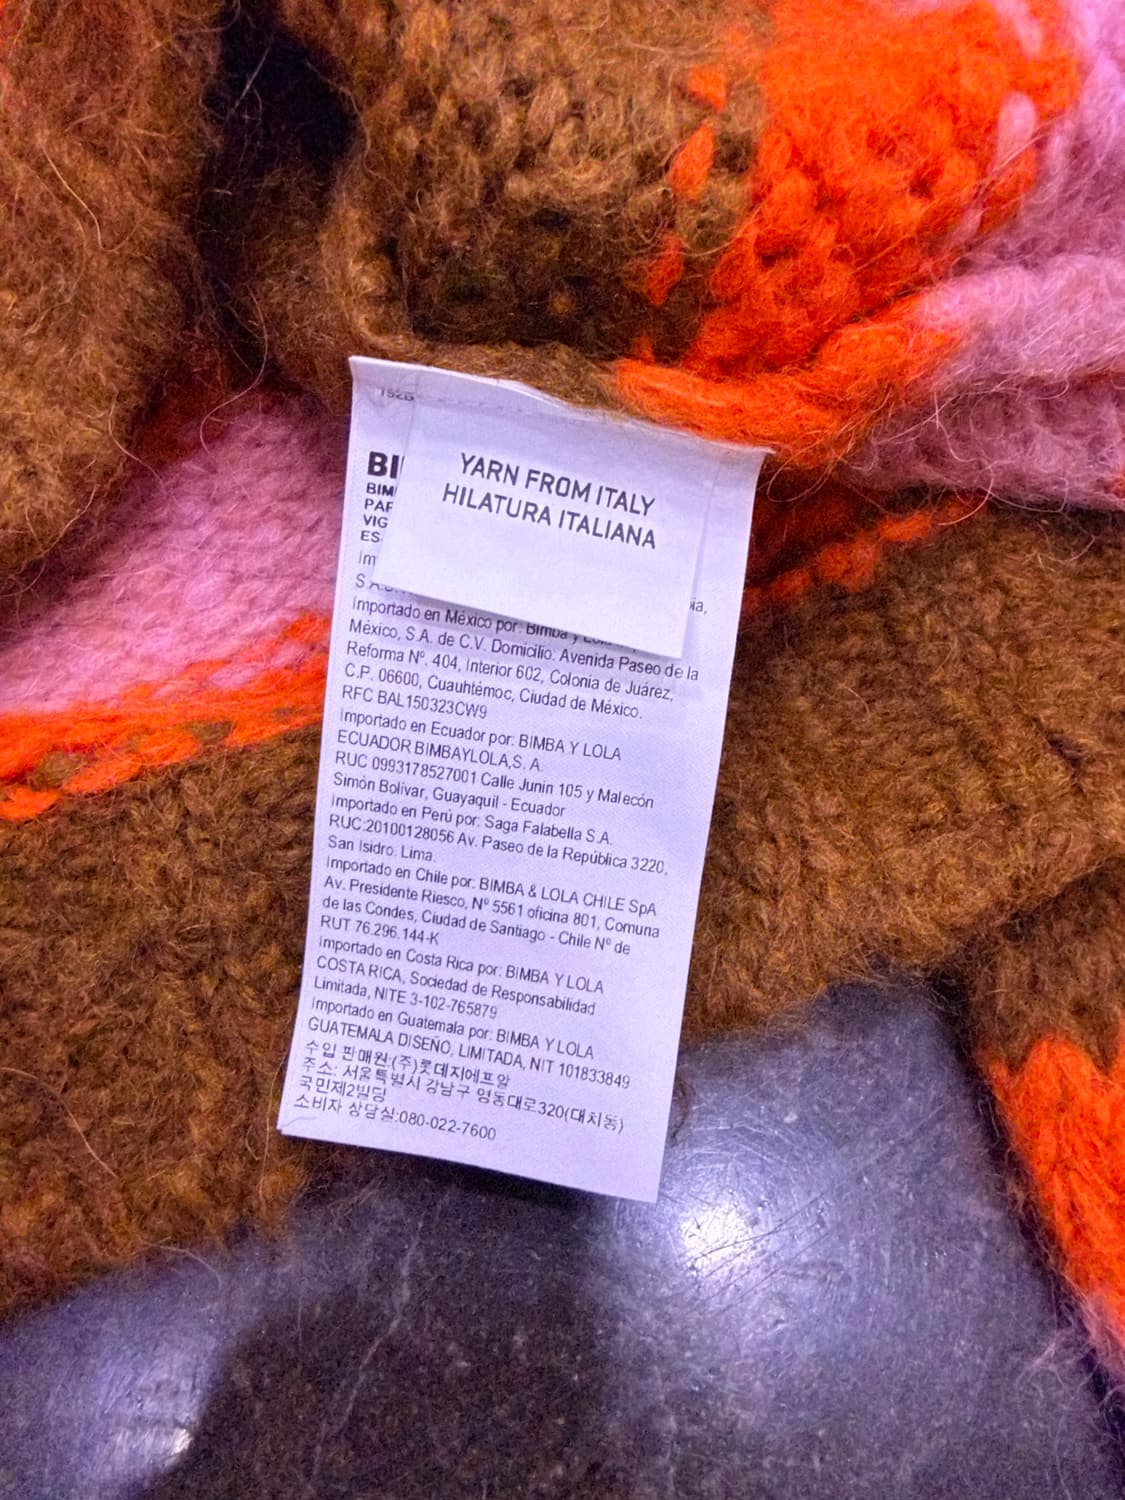 YARN FROM ITALY
HILATURA ITALIANA
Importado en México por: Bimba y
México, S.A. de C.V. Domicilio: Avenida Paseo de la
Reforma Nº. 404, Interior 602, Colonia de Juárez,
C.P. 06600, Cuauhtémoc, Ciudad de México.
RFC BAL150323CW9
Importado en Ecuador por: BIMBA Y LOLA
ECUADOR BIMBAYLOLA,S. A.
RUC 0993178527001 Calle Junin 105 y Malecón
Simón Bolívar, Guayaquil - Ecuador
Importado en Perú por: Saga Falabella S.A.
RUC:20100128056 Av. Paseo de la República 3220,
San Isidro. Lima.
Importado en Chile por: BIMBA & LOLA CHILE SpA
Av. Presidente Riesco, Nº 5561 oficina 801, Comuna
de las Condes, Ciudad de Santiago - Chile Nº de
RUT 76.296.144-K
Importado en Costa Rica por: BIMBA Y LOLA
COSTA RICA, Sociedad de Responsabilidad
Limitada, NITE 3-102-765879
Importado en Guatemala por: BIMBA Y LOLA
GUATEMALA DISEÑO, LIMITADA, NIT 101833849
수입 판매원:(주)롯데지에프알
주소: 서울특별시 강남구 영동대로320(대치동)
국민제2빌딩
소비자 상담실:080-022-7600